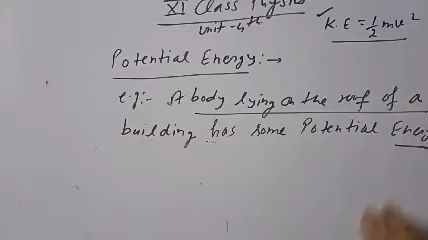 XI Class Physics
Unit-4th
✓ K.E = 1/2 mv²
Potential Energy:→
e.g:- A body lying on the roof of a
building has some Potential Energy